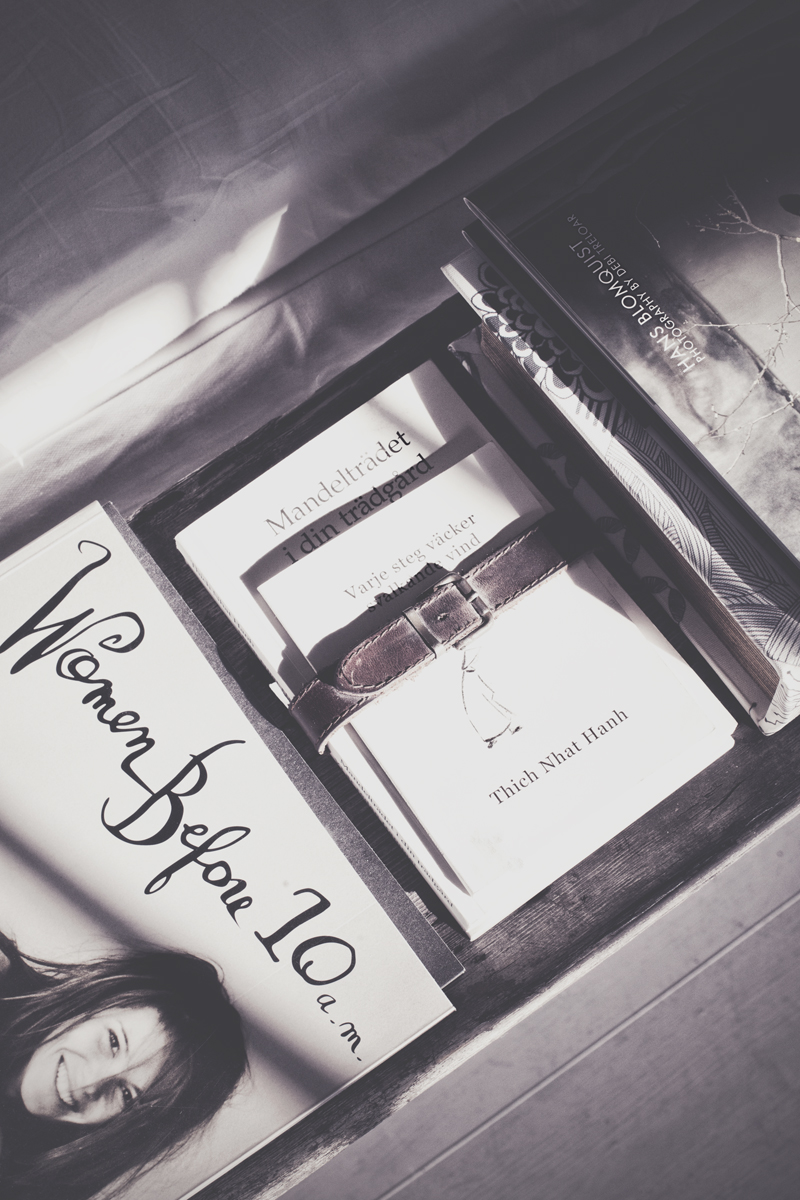 Women Before 10 a.m.
Mandelträdet
i din trädgård
Varje steg väcker
svalkande vind
Thich Nhat Hanh
HANS BLOMQUIST
PHOTOGRAPHY BY DEBI TRELOAR